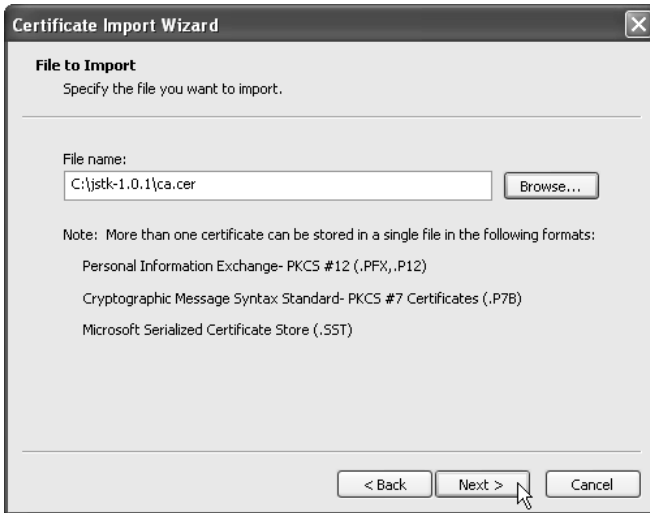 Certificate Import Wizard
File to Import
Specify the file you want to import.
File name:
C:\jstk-1.0.1\ca.cer
Browse...
Note:  More than one certificate can be stored in a single file in the following formats:
Personal Information Exchange- PKCS #12 (.PFX,.P12)
Cryptographic Message Syntax Standard- PKCS #7 Certificates (.P7B)
Microsoft Serialized Certificate Store (.SST)
< Back Next > Cancel